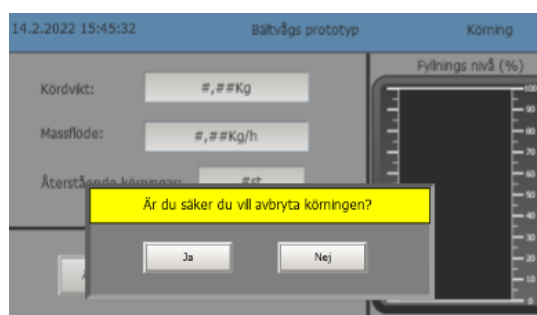 14.2.2022 15:45:32 Bältvågs prototyp Körning
Fyllnings nivå (%)
Kördvikt: #,##Kg
Massflöde: #,##Kg/h
Återstående körningar: #st
Är du säker du vill avbryta körningen?
Ja Nej
100
90
80
70
60
50
40
30
20
10
0